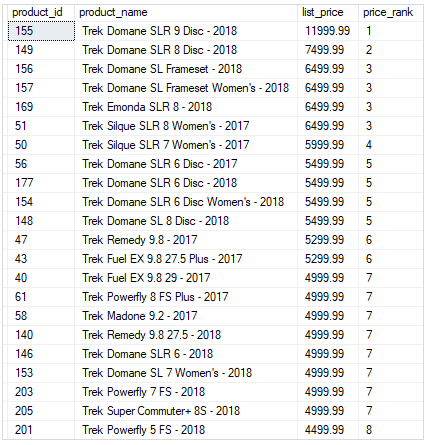 product_id product_name list_price price_rank
155 Trek Domane SLR 9 Disc - 2018 11999.99 1
149 Trek Domane SLR 8 Disc - 2018 7499.99 2
156 Trek Domane SL Frameset - 2018 6499.99 3
157 Trek Domane SL Frameset Women's - 2018 6499.99 3
169 Trek Emonda SLR 8 - 2018 6499.99 3
51 Trek Silque SLR 8 Women's - 2017 6499.99 3
50 Trek Silque SLR 7 Women's - 2017 5999.99 4
56 Trek Domane SLR 6 Disc - 2017 5499.99 5
177 Trek Domane SLR 6 Disc - 2018 5499.99 5
154 Trek Domane SLR 6 Disc Women's - 2018 5499.99 5
148 Trek Domane SL 8 Disc - 2018 5499.99 5
47 Trek Remedy 9.8 - 2017 5299.99 6
43 Trek Fuel EX 9.8 27.5 Plus - 2017 5299.99 6
40 Trek Fuel EX 9.8 29 - 2017 4999.99 7
61 Trek Powerfly 8 FS Plus - 2017 4999.99 7
58 Trek Madone 9.2 - 2017 4999.99 7
140 Trek Remedy 9.8 27.5 - 2018 4999.99 7
146 Trek Domane SLR 6 - 2018 4999.99 7
153 Trek Domane SL 7 Women's - 2018 4999.99 7
203 Trek Powerfly 7 FS - 2018 4999.99 7
205 Trek Super Commuter+ 8S - 2018 4999.99 7
201 Trek Powerfly 5 FS - 2018 4499.99 8